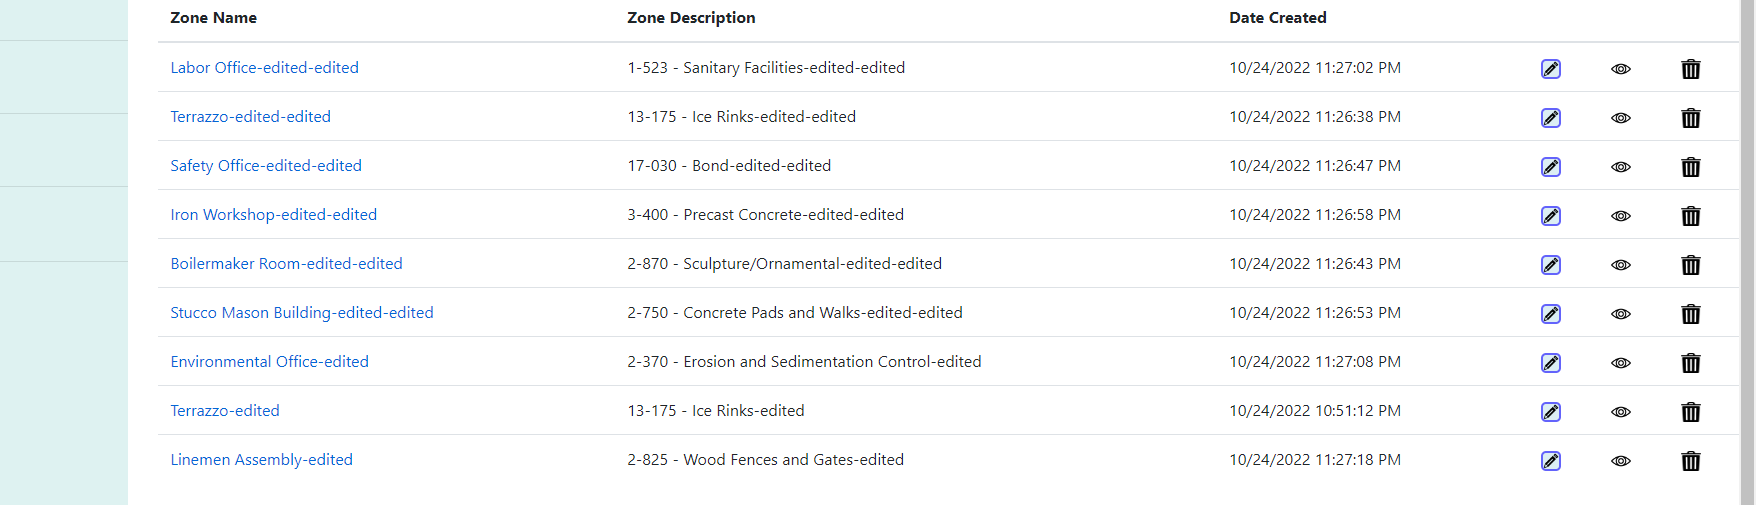 Zone Name Zone Description Date Created
Labor Office-edited-edited 1-523 - Sanitary Facilities-edited-edited 10/24/2022 11:27:02 PM
Terrazzo-edited-edited 13-175 - Ice Rinks-edited-edited 10/24/2022 11:26:38 PM
Safety Office-edited-edited 17-030 - Bond-edited-edited 10/24/2022 11:26:47 PM
Iron Workshop-edited-edited 3-400 - Precast Concrete-edited-edited 10/24/2022 11:26:58 PM
Boilermaker Room-edited-edited 2-870 - Sculpture/Ornamental-edited-edited 10/24/2022 11:26:43 PM
Stucco Mason Building-edited-edited 2-750 - Concrete Pads and Walks-edited-edited 10/24/2022 11:26:53 PM
Environmental Office-edited 2-370 - Erosion and Sedimentation Control-edited 10/24/2022 11:27:08 PM
Terrazzo-edited 13-175 - Ice Rinks-edited 10/24/2022 10:51:12 PM
Linemen Assembly-edited 2-825 - Wood Fences and Gates-edited 10/24/2022 11:27:18 PM